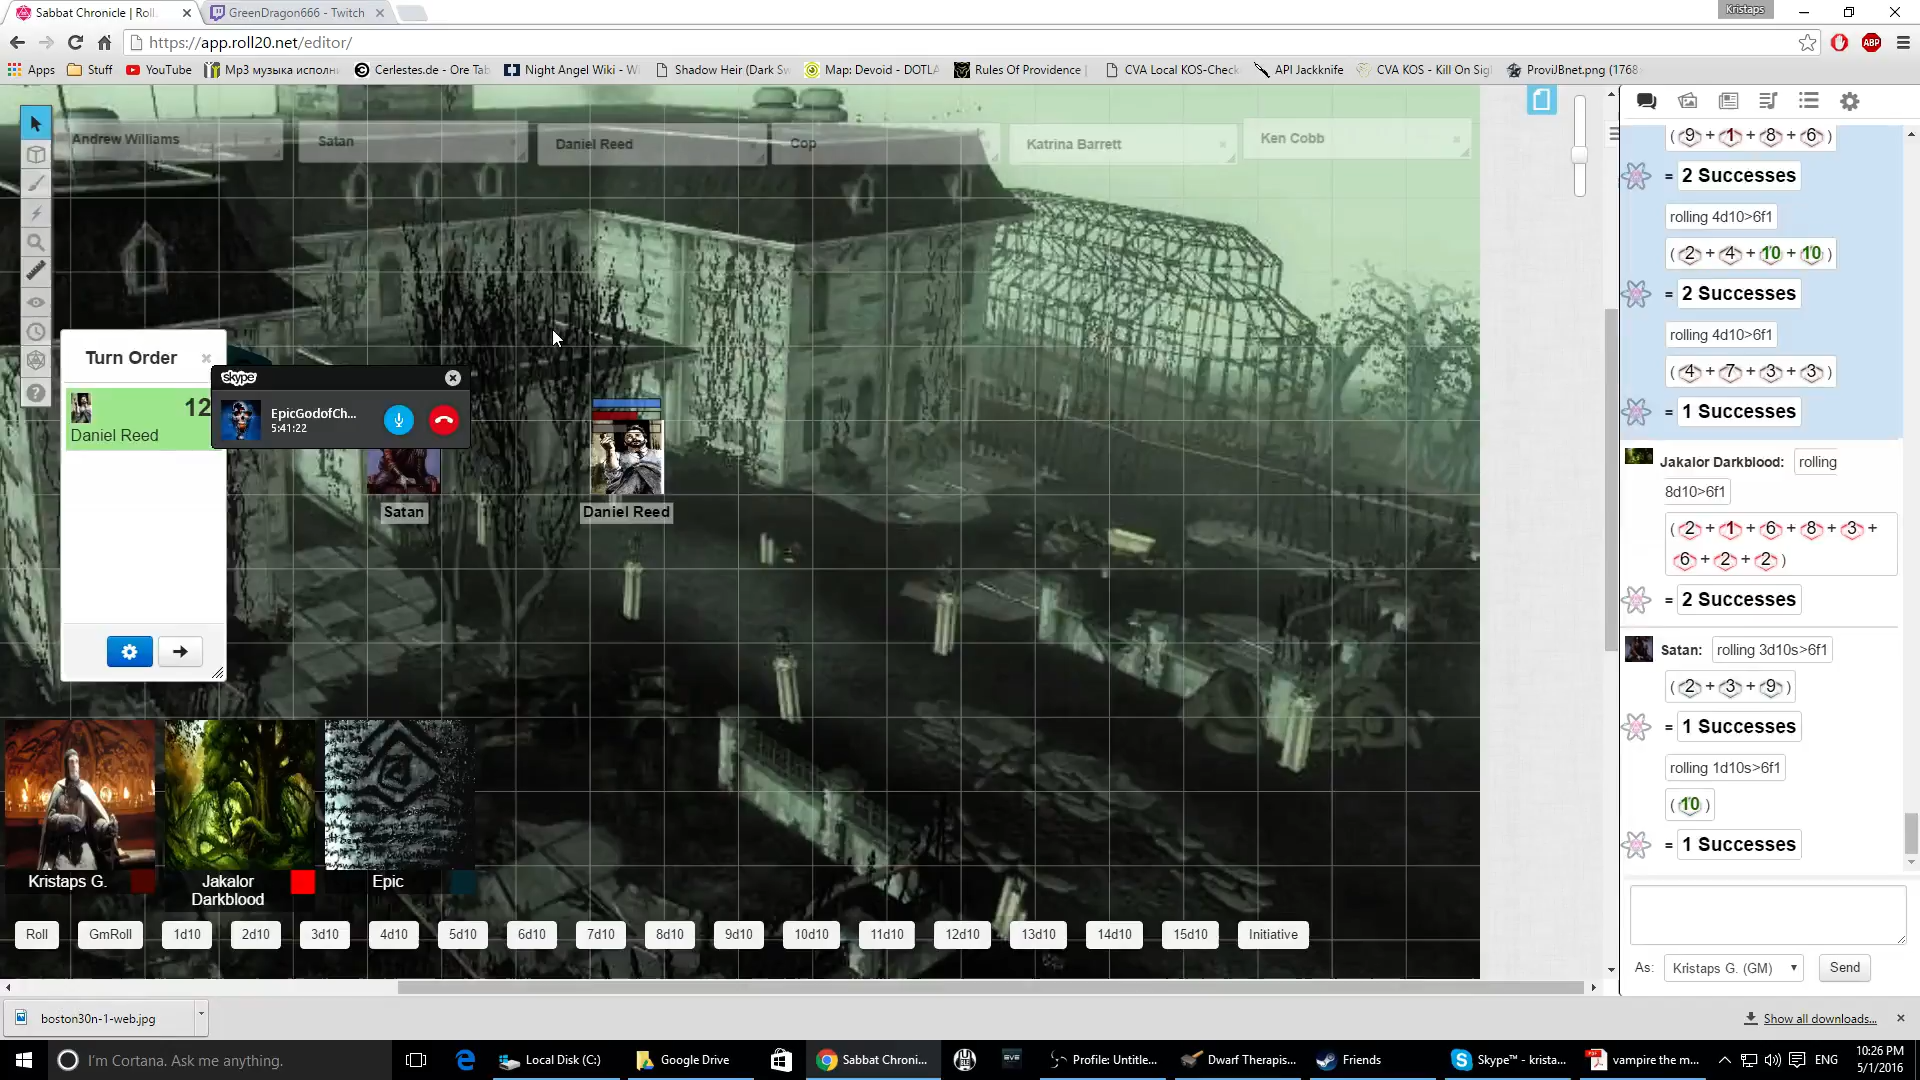 Sabbat Chronicle | Roll
GreenDragon666 - Twitch
Kristaps
https://app.roll20.net/editor/
Apps
Stuff
YouTube
Mp3 музыка исполни
Cerlestes.de - Ore Tab
Night Angel Wiki - Wi
Shadow Heir (Dark Sw
Map: Devoid - DOTLA
Rules Of Providence |
CVA Local KOS-Check
API Jackknife
CVA KOS - Kill On Sig
ProviJBnet.png (1768
ABP
Andrew Williams
Satan
Daniel Reed
Cop
Katrina Barrett
Ken Cobb
Turn Order
12
Daniel Reed
skype
EpicGodofCh...
5:41:22
Satan
Daniel Reed
Kristaps G.
Jakalor
Darkblood
Epic
Roll
GmRoll
1d10
2d10
3d10
4d10
5d10
6d10
7d10
8d10
9d10
10d10
11d10
12d10
13d10
14d10
15d10
Initiative
(9+1+8+6)
= 2 Successes
rolling 4d10>6f1
(2+4+10+10)
= 2 Successes
rolling 4d10>6f1
(4+7+3+3)
= 1 Successes
Jakalor Darkblood: rolling
8d10>6f1
(2+1+6+8+3+
6+2+2)
= 2 Successes
Satan: rolling 3d10s>6f1
(2+3+9)
= 1 Successes
rolling 1d10s>6f1
(10)
= 1 Successes
As: Kristaps G. (GM)
Send
boston30n-1-web.jpg
Show all downloads...
I'm Cortana. Ask me anything.
Local Disk (C:)
Google Drive
Sabbat Chroni...
EVE
Profile: Untitle...
Dwarf Therapis...
Friends
Skype™ - krista...
vampire the m...
ENG
10:26 PM
5/1/2016